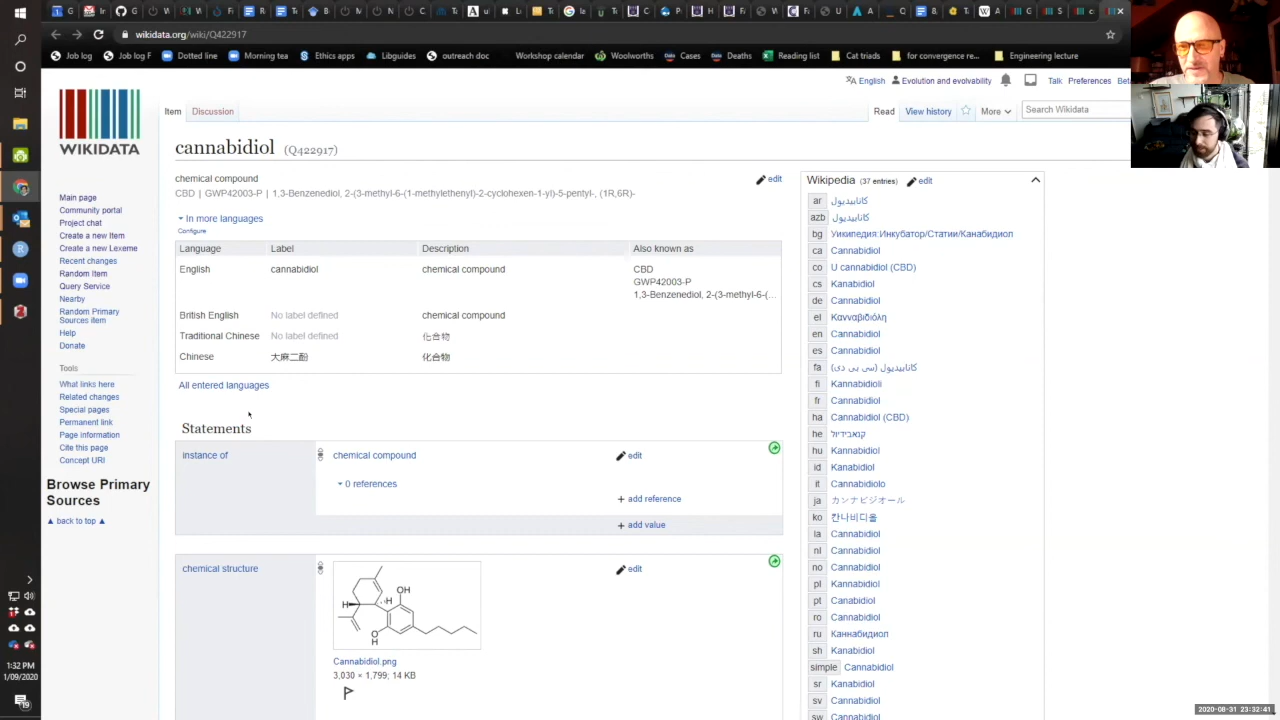 wikidata.org/wiki/Q422917
Job log
Job log F
Dotted line
Morning tea
Ethics apps
Libguides
outreach doc
Workshop calendar
Woolworths
Cases
Deaths
Reading list
Cat triads
for convergence re...
Engineering lecture
English
Evolution and evolvability
Talk
Preferences
Item
Discussion
Read
View history
More
Search Wikidata
WIKIDATA
Main page
Community portal
Project chat
Create a new Item
Create a new Lexeme
Recent changes
Random Item
Query Service
Nearby
Random Primary
Sources item
Help
Donate
Tools
What links here
Related changes
Special pages
Permanent link
Page information
Cite this page
Concept URI
Browse Primary
Sources
▲ back to top ▲
cannabidiol (Q422917)
chemical compound
edit
CBD | GWP42003-P | 1,3-Benzenediol, 2-(3-methyl-6-(1-methylethenyl)-2-cyclohexen-1-yl)-5-pentyl-, (1R,6R)-
In more languages
Configure
Language Label Description Also known as
English cannabidiol chemical compound CBD
GWP42003-P
1,3-Benzenediol, 2-(3-methyl-6-(...
British English No label defined chemical compound
Traditional Chinese No label defined 化合物
Chinese 大麻二酚 化合物
All entered languages
Statements
instance of
chemical compound
edit
0 references
+ add reference
+ add value
chemical structure
edit
H
H
OH
OH
Cannabidiol.png
3,030 × 1,799; 14 KB
Wikipedia (37 entries) edit
ar كانابيديول
azb کانابیدیول
bg Уикипедия:Инкубатор/Статии/Канабидиол
ca Cannabidiol
co U cannabidiol (CBD)
cs Kanabidiol
de Cannabidiol
el Κανναβιδιόλη
en Cannabidiol
es Cannabidiol
fa کانابیدیول (سی بی دی)
fi Kannabidioli
fr Cannabidiol
ha Cannabidiol (CBD)
he קנאבידיול
hu Kannabidiol
id Kanabidiol
it Cannabidiolo
ja カンナビジオール
ko 칸나비디올
la Cannabidiol
nl Cannabidiol
no Cannabidiol
pl Kannabidiol
pt Canabidiol
ro Cannabidiol
ru Каннабидиол
sh Kanabidiol
simple Cannabidiol
sr Kanabidiol
sv Cannabidiol
sw Cannabidiol
1:32 PM
1/09/2020
2020-08-31 23:32:41